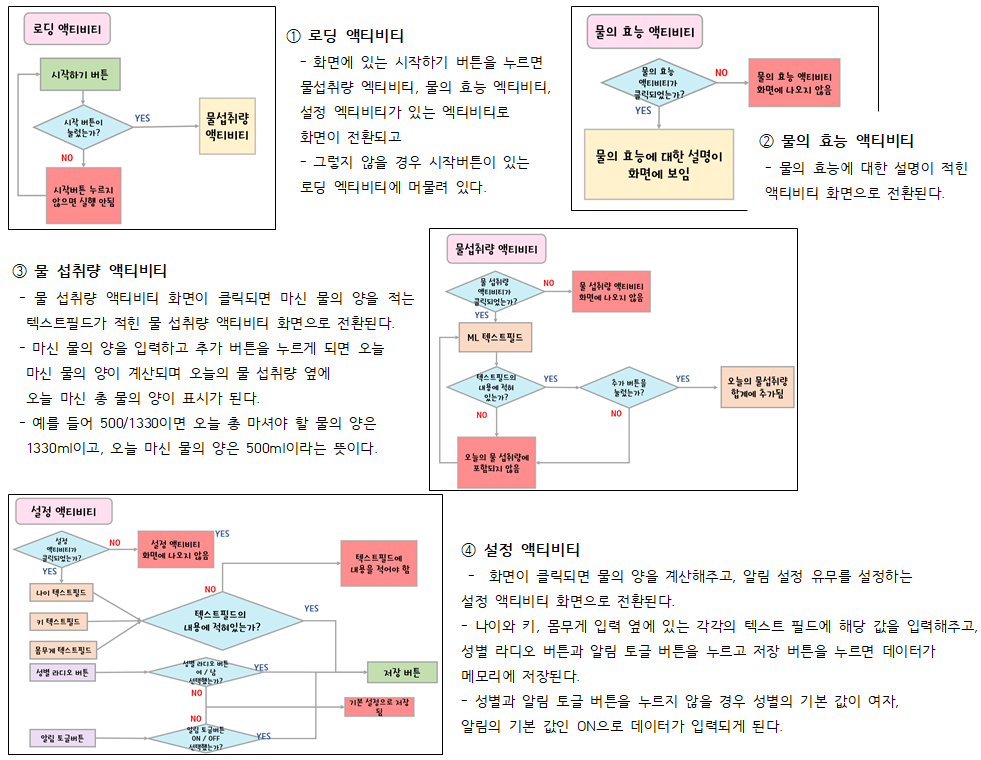 로딩 액티비티
시작하기 버튼
시작 버튼이
눌렸는가?
YES
물섭취량
액티비티
NO
시작버튼 누르지
않으면 실행 안됨
① 로딩 액티비티
- 화면에 있는 시작하기 버튼을 누르면
물섭취량 엑티비티, 물의 효능 엑티비티,
설정 엑티비티가 있는 엑티비티로
화면이 전환되고
- 그렇지 않을 경우 시작버튼이 있는
로딩 엑티비티에 머물려 있다.
물의 효능 액티비티
물의 효능
액티비티가
클릭되었는가?
NO
물의 효능 액티비티
화면에 나오지 않음
YES
물의 효능에 대한 설명이
화면에 보임
② 물의 효능 액티비티
- 물의 효능에 대한 설명이 적힌
액티비티 화면으로 전환된다.
③ 물 섭취량 액티비티
- 물 섭취량 액티비티 화면이 클릭되면 마신 물의 양을 적는
텍스트필드가 적힌 물 섭취량 액티비티 화면으로 전환된다.
- 마신 물의 양을 입력하고 추가 버튼을 누르게 되면 오늘
마신 물의 양이 계산되며 오늘의 물 섭취량 옆에
오늘 마신 총 물의 양이 표시가 된다.
- 예를 들어 500/1330이면 오늘 총 마셔야 할 물의 양은
1330ml이고, 오늘 마신 물의 양은 500ml이라는 뜻이다.
물섭취량 액티비티
물 섭취량
액티비티가
클릭되었는가?
NO
물 섭취량 액티비티
화면에 나오지 않음
YES
ML 텍스트필드
텍스트필드의
내용에 적혀
있는가?
YES
추가 버튼을
눌렀는가?
YES
오늘의 물섭취량
합계에 추가됨
NO
NO
오늘의 물 섭취량에
포함되지 않음
설정 액티비티
설정
액티비티가
클릭되었는가?
NO
설정 액티비티
화면에 나오지 않음
YES
YES
텍스트필드에
내용을 적어야 함
나이 텍스트필드
키 텍스트필드
몸무게 텍스트필드
NO
텍스트필드의
내용에 적혀있는가?
YES
성별 라디오 버튼
성별 라디오 버튼
여 / 남
선택했는가?
YES
저장 버튼
NO
기본 설정으로 저장
됨
NO
알림 토글버튼
알림 토글버튼
ON / OFF
선택했는가?
YES
④ 설정 액티비티
- 화면이 클릭되면 물의 양을 계산해주고, 알림 설정 유무를 설정하는
설정 액티비티 화면으로 전환된다.
- 나이와 키, 몸무게 입력 옆에 있는 각각의 텍스트 필드에 해당 값을 입력해주고,
성별 라디오 버튼과 알림 토글 버튼을 누르고 저장 버튼을 누르면 데이터가
메모리에 저장된다.
- 성별과 알림 토글 버튼을 누르지 않을 경우 성별의 기본 값이 여자,
알림의 기본 값인 ON으로 데이터가 입력되게 된다.